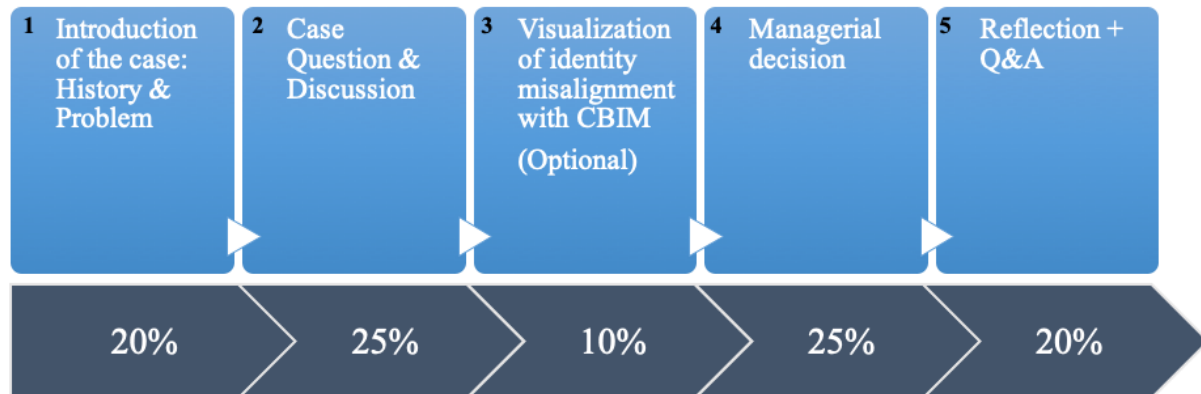 1 Introduction
of the case:
History &
Problem
2 Case
Question &
Discussion
3 Visualization
of identity
misalignment
with CBIM
(Optional)
4 Managerial
decision
5 Reflection +
Q&A
20%
25%
10%
25%
20%